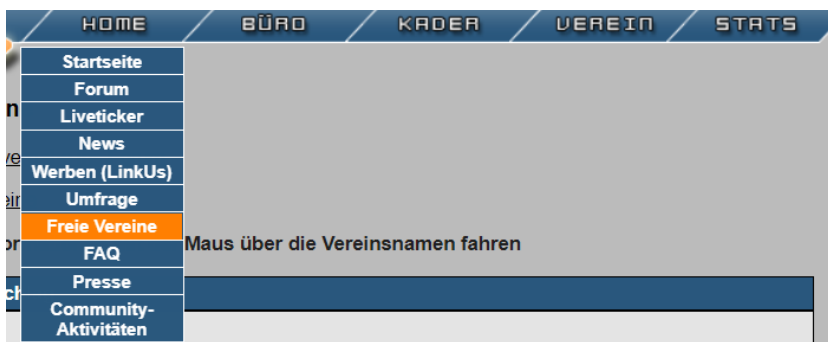 HOME BÜRO KADER VEREIN STATS
Startseite
Forum
Liveticker
News
Werben (LinkUs)
Umfrage
Freie Vereine
FAQ
Maus über die Vereinsnamen fahren
Presse
Community-
Aktivitäten